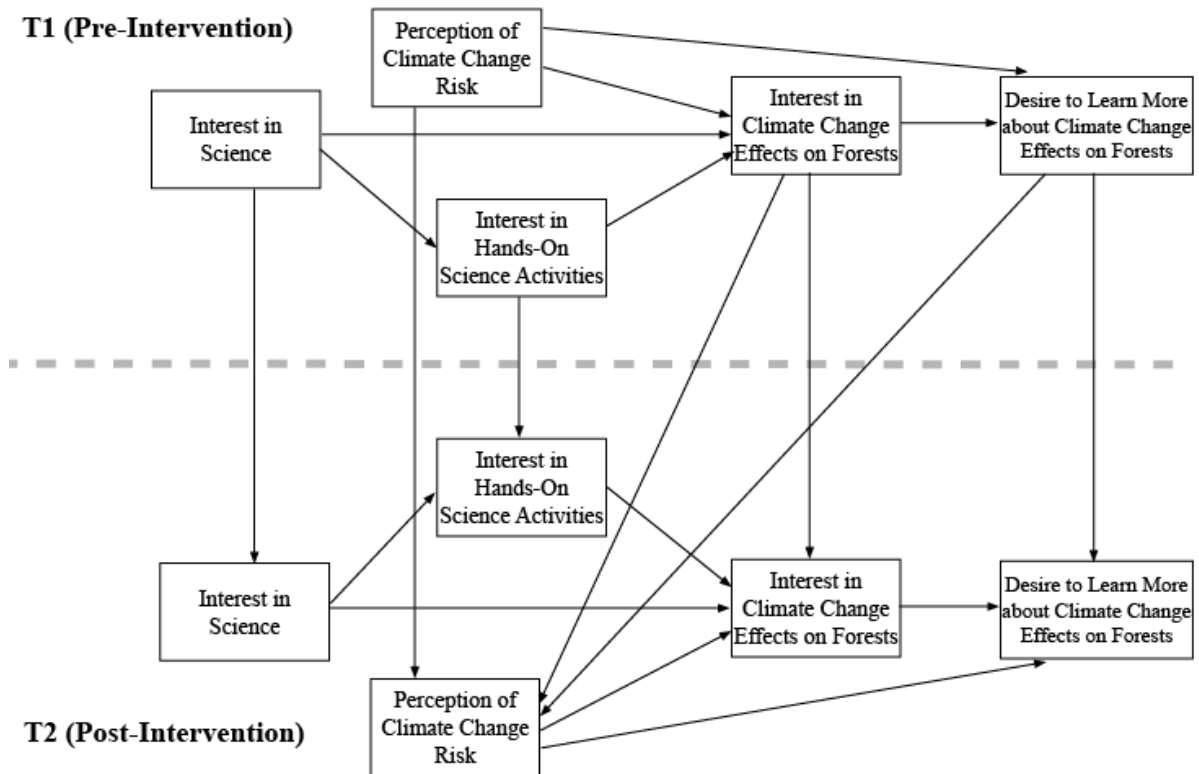 T1 (Pre-Intervention)
Perception of
Climate Change
Risk
Interest in
Science
Interest in
Climate Change
Effects on Forests
Desire to Learn More
about Climate Change
Effects on Forests
Interest in
Hands-On
Science Activities
Interest in
Hands-On
Science Activities
Interest in
Science
Interest in
Climate Change
Effects on Forests
Desire to Learn More
about Climate Change
Effects on Forests
Perception of
Climate Change
Risk
T2 (Post-Intervention)